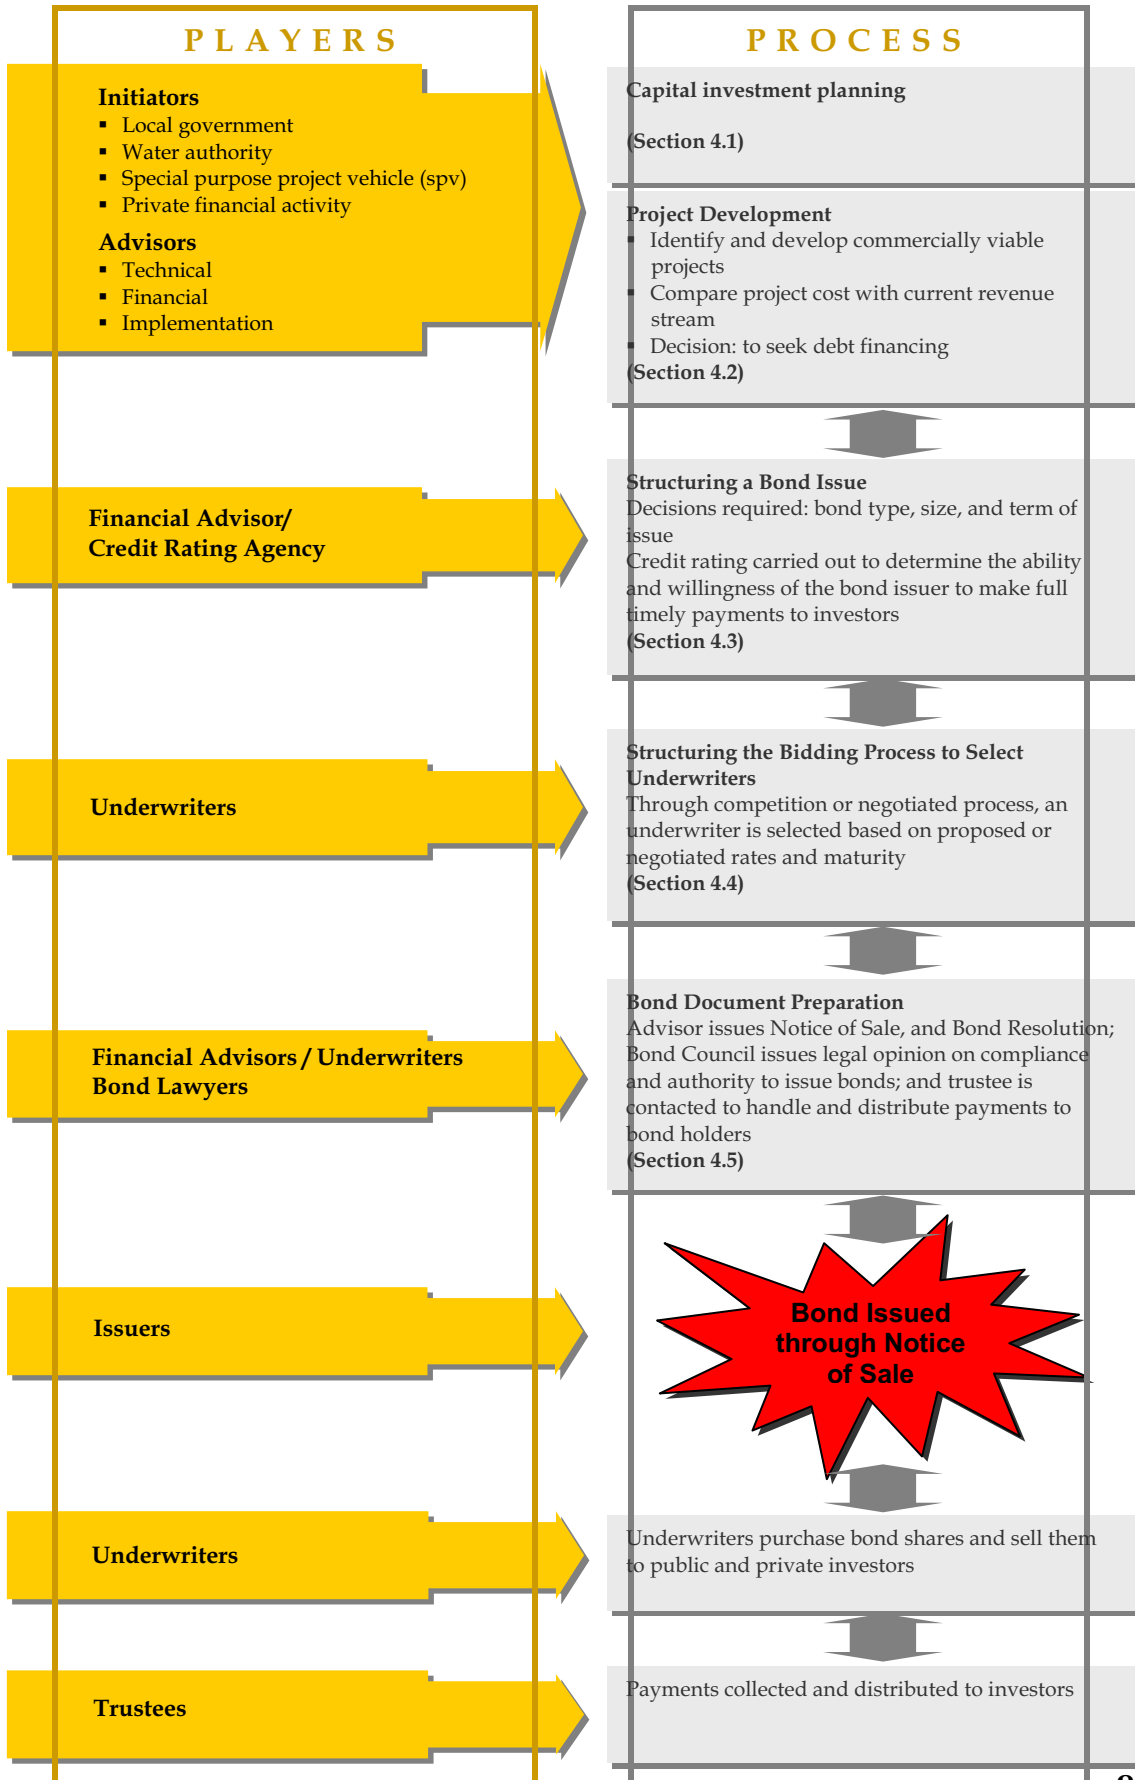 PLAYERS
Initiators
▪ Local government
▪ Water authority
▪ Special purpose project vehicle (spv)
▪ Private financial activity
Advisors
▪ Technical
▪ Financial
▪ Implementation
Financial Advisor/
Credit Rating Agency
Underwriters
Financial Advisors / Underwriters
Bond Lawyers
Issuers
Underwriters
Trustees
PROCESS
Capital investment planning
(Section 4.1)
Project Development
▪ Identify and develop commercially viable
projects
▪ Compare project cost with current revenue
stream
▪ Decision: to seek debt financing
(Section 4.2)
Structuring a Bond Issue
Decisions required: bond type, size, and term of
issue
Credit rating carried out to determine the ability
and willingness of the bond issuer to make full
timely payments to investors
(Section 4.3)
Structuring the Bidding Process to Select
Underwriters
Through competition or negotiated process, an
underwriter is selected based on proposed or
negotiated rates and maturity
(Section 4.4)
Bond Document Preparation
Advisor issues Notice of Sale, and Bond Resolution;
Bond Council issues legal opinion on compliance
and authority to issue bonds; and trustee is
contacted to handle and distribute payments to
bond holders
(Section 4.5)
Bond Issued
through Notice
of Sale
Underwriters purchase bond shares and sell them
to public and private investors
Payments collected and distributed to investors